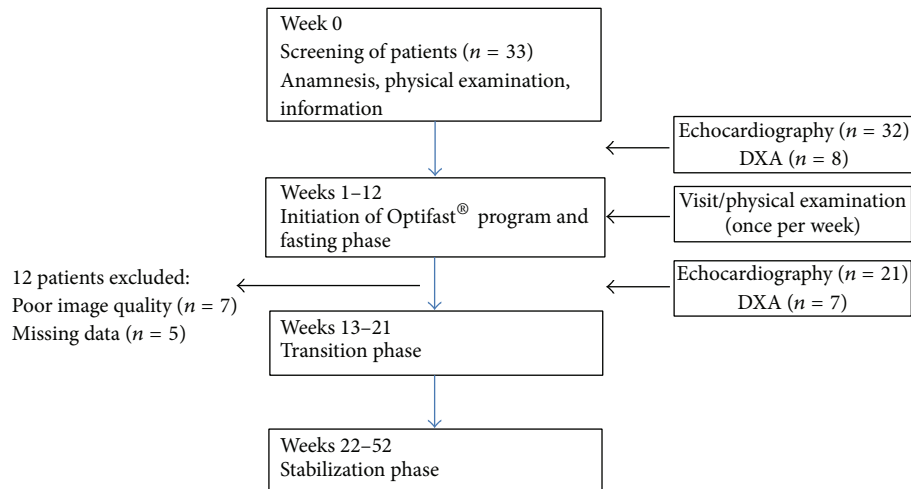 Week 0
Screening of patients (n = 33)
Anamnesis, physical examination,
information
Echocardiography (n = 32)
DXA (n = 8)
Weeks 1–12
Initiation of Optifast® program and
fasting phase
Visit/physical examination
(once per week)
12 patients excluded:
Poor image quality (n = 7)
Missing data (n = 5)
Echocardiography (n = 21)
DXA (n = 7)
Weeks 13–21
Transition phase
Weeks 22–52
Stabilization phase